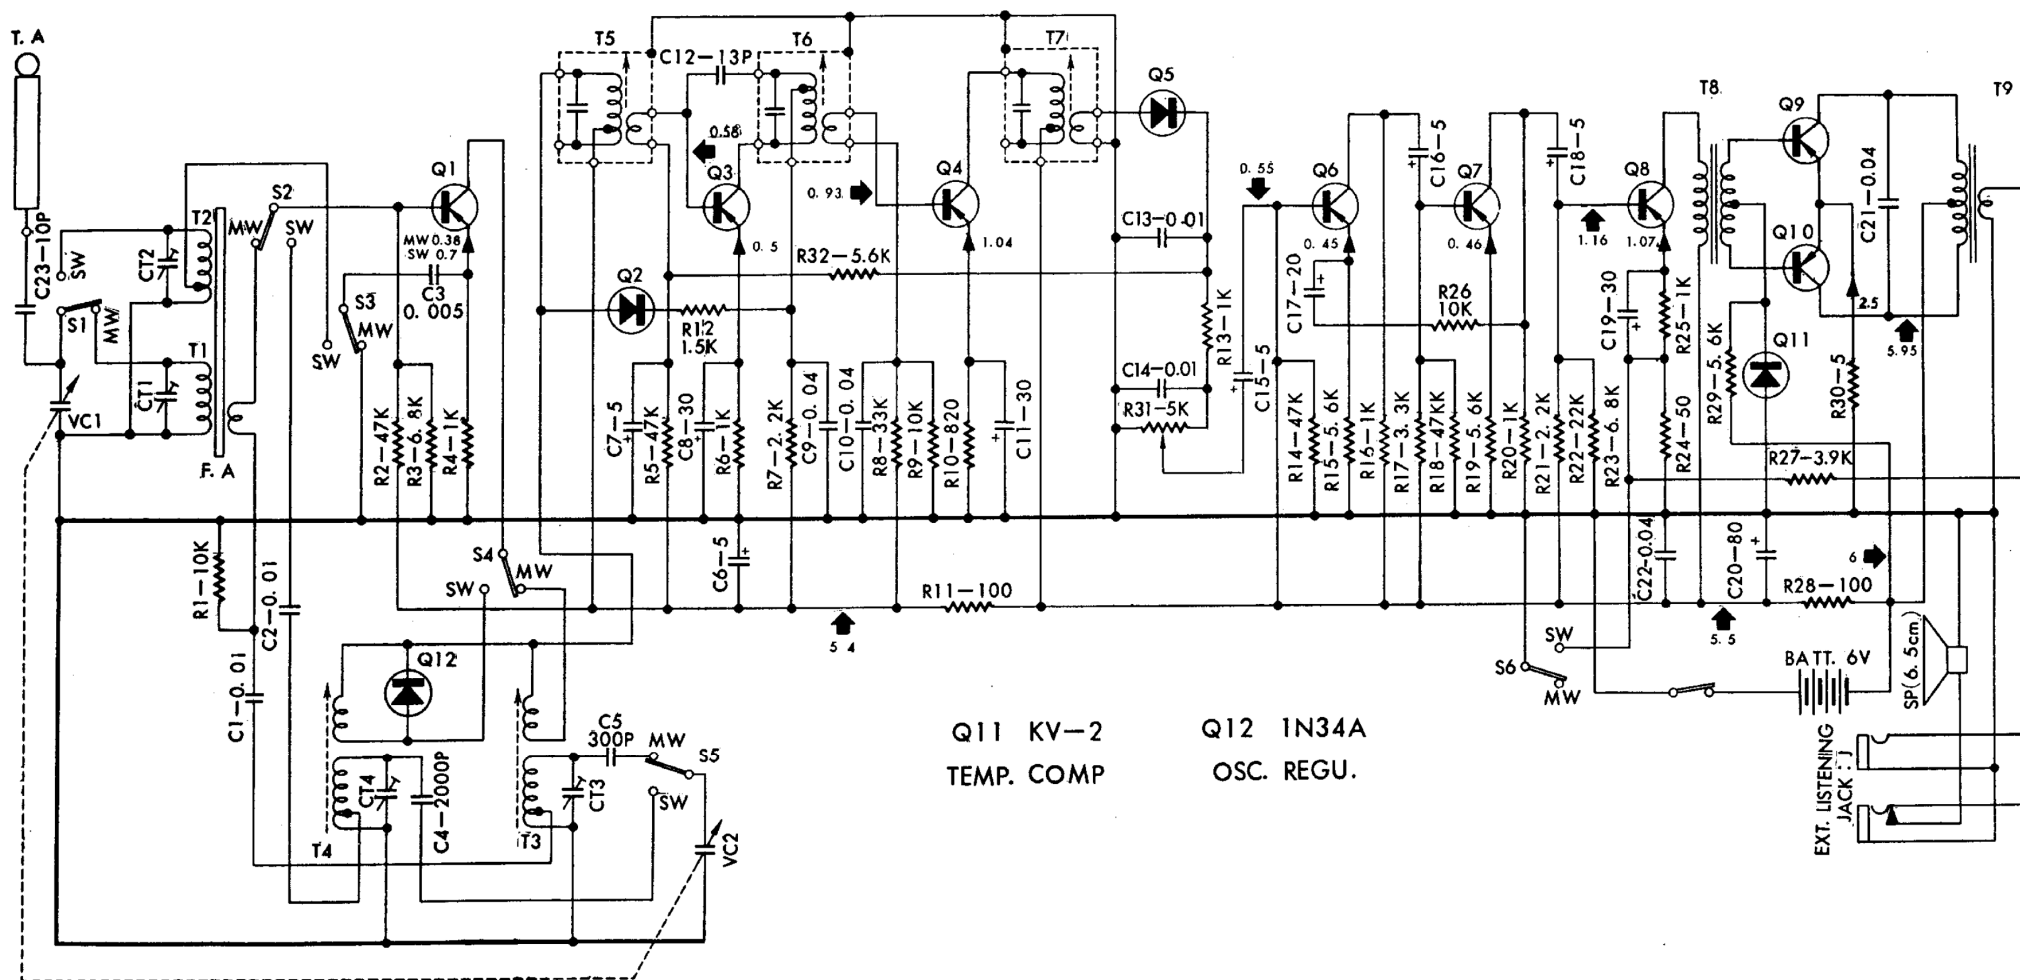 T. A
C23-10P
SW
S1
MW
VC1
CT2
T2
CT1
T1
F. A
MW
S2
SW
SW
S3
MW
MW 0.38
SW 0.7
C3
0.005
Q1
R2-47K
R3-6.8K
R4-1K
R1-10K
C2-0.01
C1-0.01
S4
SW
MW
Q12
T4
CT4
C4-2000P
T3
CT3
C5
300P
MW
S5
SW
VC2
T5
C12-13P
T6
0.58
Q3
0.5
Q2
R12
1.5K
R32-5.6K
C7-5
R5-47K
C8-30
R6-1K
R7-2.2K
C9-0.04
C10-0.04
R8-33K
R9-10K
R10-820
C11-30
C6-5
R11-100
5 4
0.93
Q4
1.04
T7
Q5
C13-0.01
R13-1K
C14-0.01
R31-5K
C15-5
0.55
Q6
0.45
C17-20
R26
10K
C16-5
Q7
0.46
C18-5
R14-47K
R15-5.6K
R16-1K
R17-3.3K
R18-47KK
R19-5.6K
R20-1K
R21-2.2K
R22-22K
R23-6.8K
1.16
Q8
1.07
C19-30
R25-1K
R24-50
T8
Q9
Q10
C21-0.04
T9
2.5
5.95
Q11
R29-5.6K
R30-5
R27-3.9K
C22-0.04
C20-80
R28-100
6
5.5
SW
S6
MW
BATT. 6V
SP(6.5cm)
EXT. LISTENING
JACK
Q11 KV-2
TEMP. COMP
Q12 1N34A
OSC. REGU.